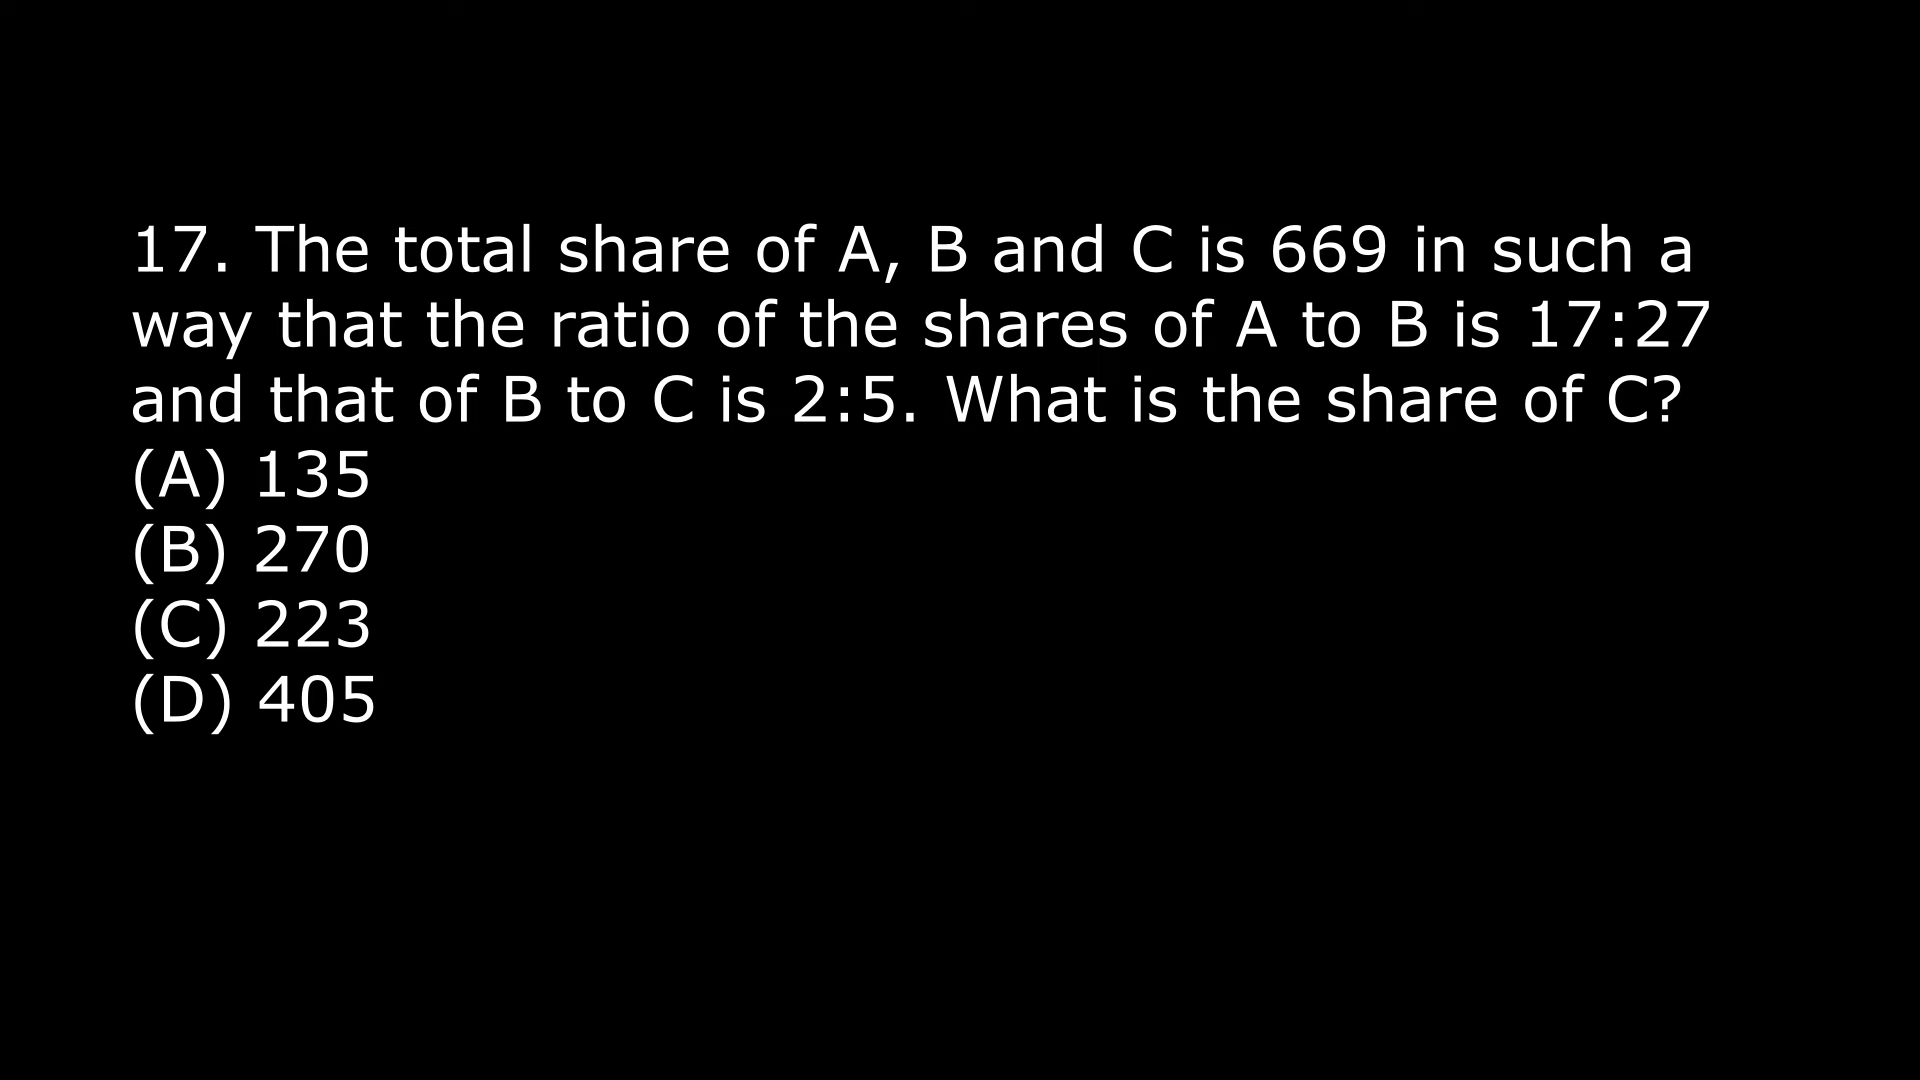 17. The total share of A, B and C is 669 in such a
way that the ratio of the shares of A to B is 17:27
and that of B to C is 2:5. What is the share of C?
(A) 135
(B) 270
(C) 223
(D) 405